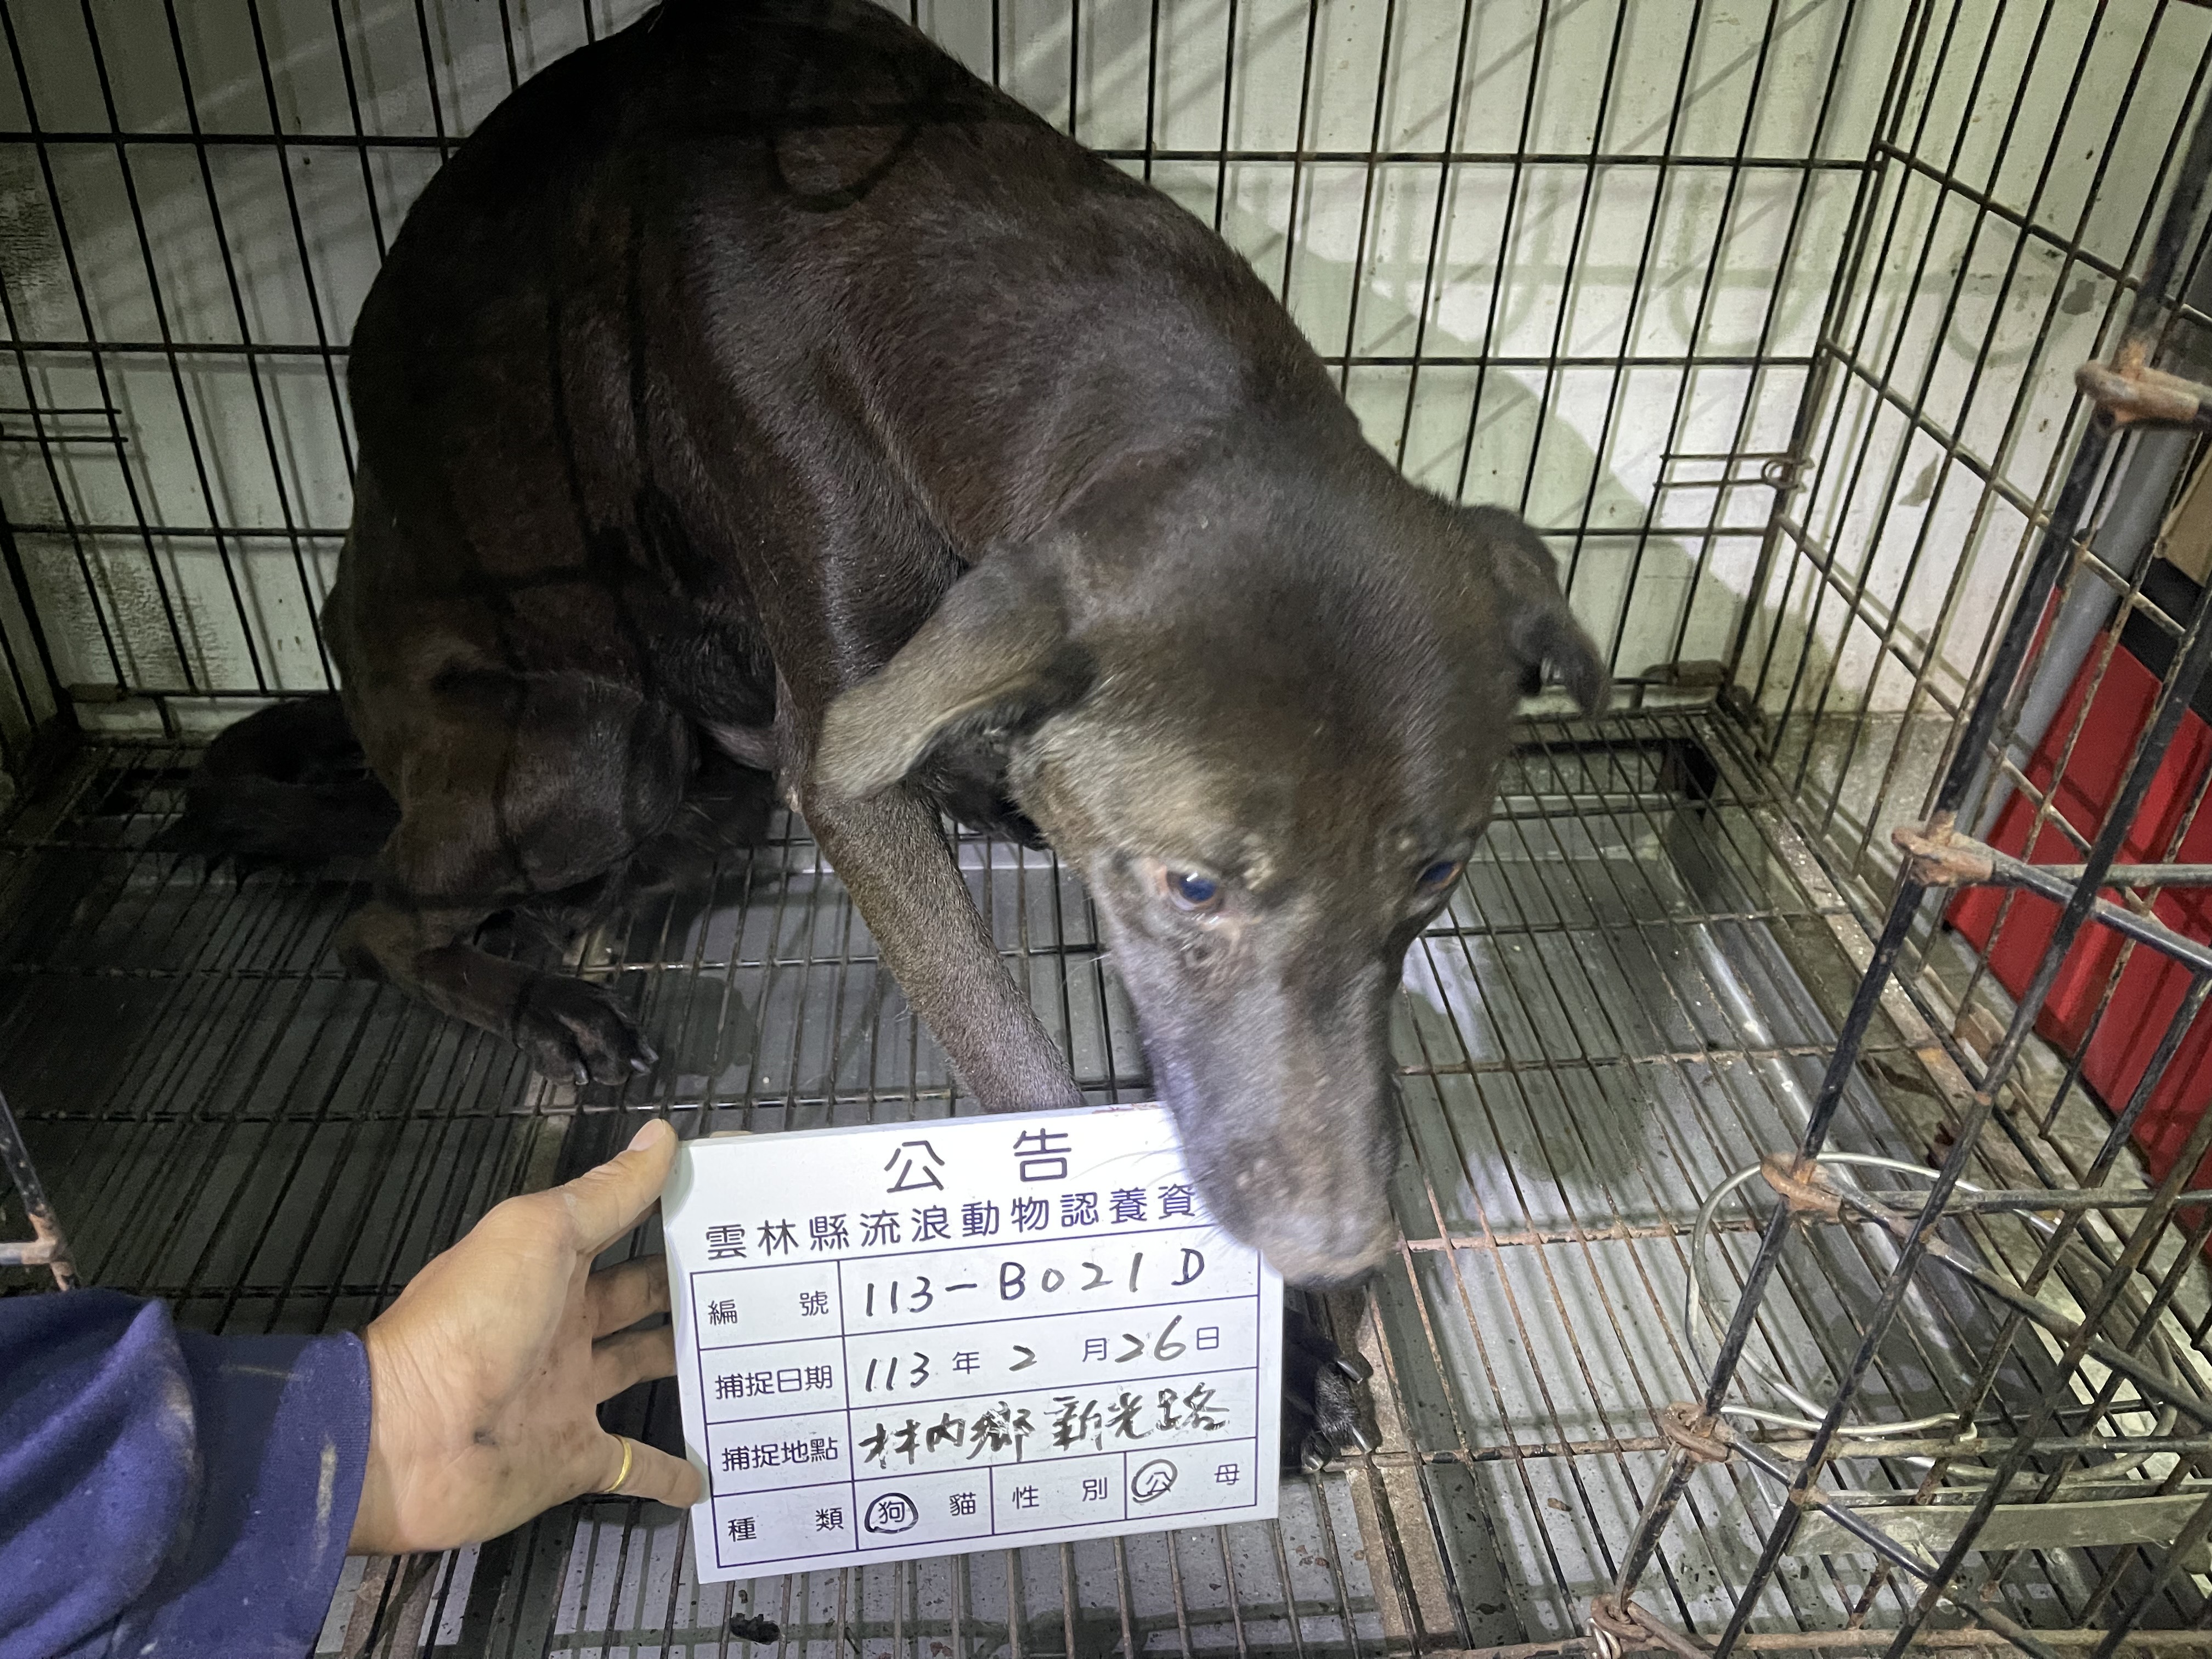 公告
雲林縣流浪動物認養資
編號 113-B021D
捕捉日期 113年2月26日
捕捉地點 林內鄉新光路
種類 狗 貓 性別 公 母